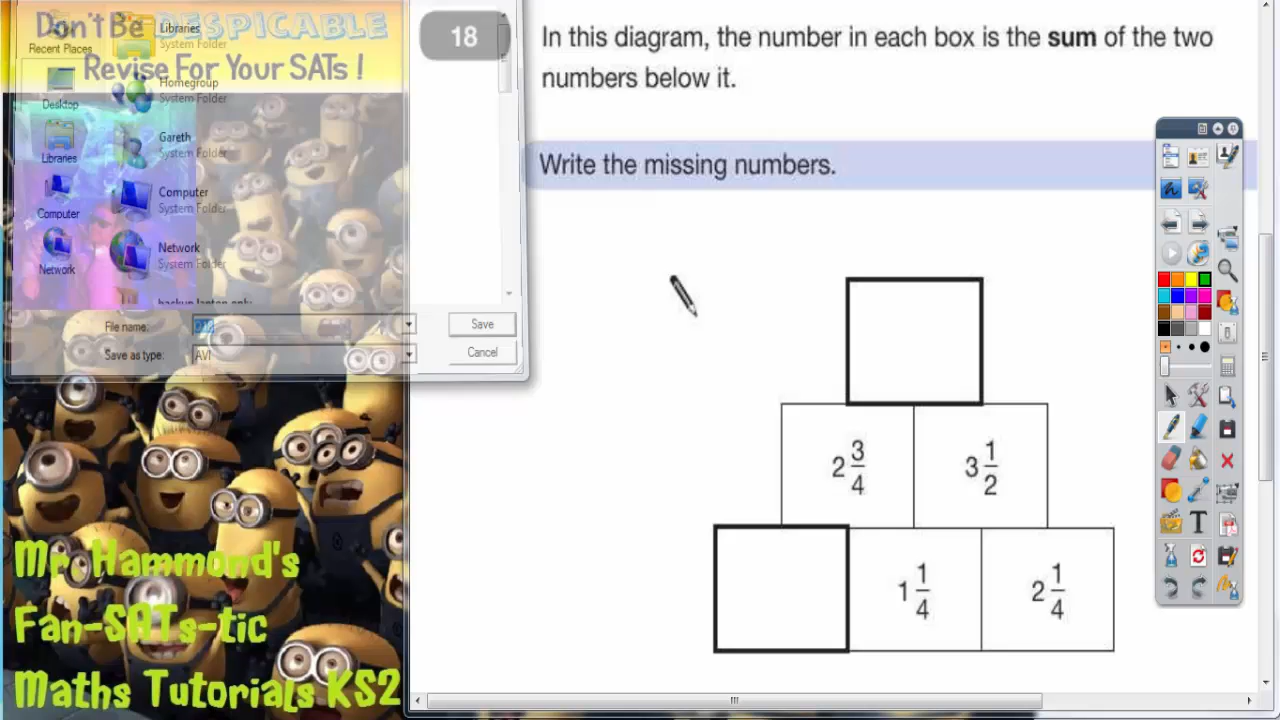 Don't Be DESPICABLE
Revise For Your SATs !
Recent Places
Desktop
Libraries
Computer
Network
Libraries
System Folder
Homegroup
System Folder
Gareth
System Folder
Computer
System Folder
Network
System Folder
backup laptop only
File name:
Save
Save as type:
AVI
Cancel
Mr Hammond's
Fan-SATs-tic
Maths Tutorials KS2
18
In this diagram, the number in each box is the sum of the two
numbers below it.
Write the missing numbers.
2 3/4
3 1/2
1 1/4
2 1/4